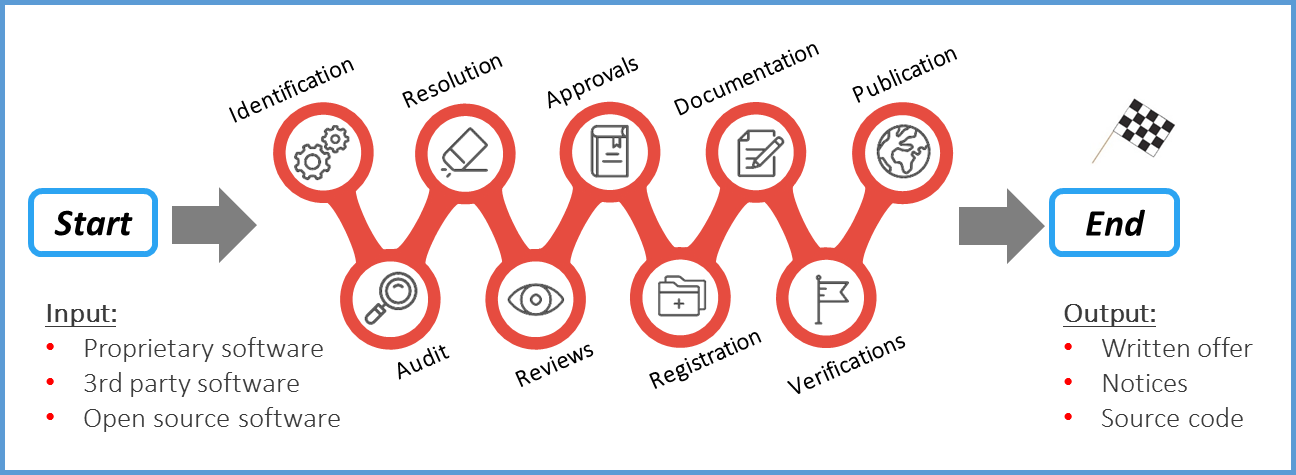 Identification
Resolution
Approvals
Documentation
Publication
Start
End
Audit
Reviews
Registration
Verifications
Input:
• Proprietary software
• 3rd party software
• Open source software
Output:
• Written offer
• Notices
• Source code